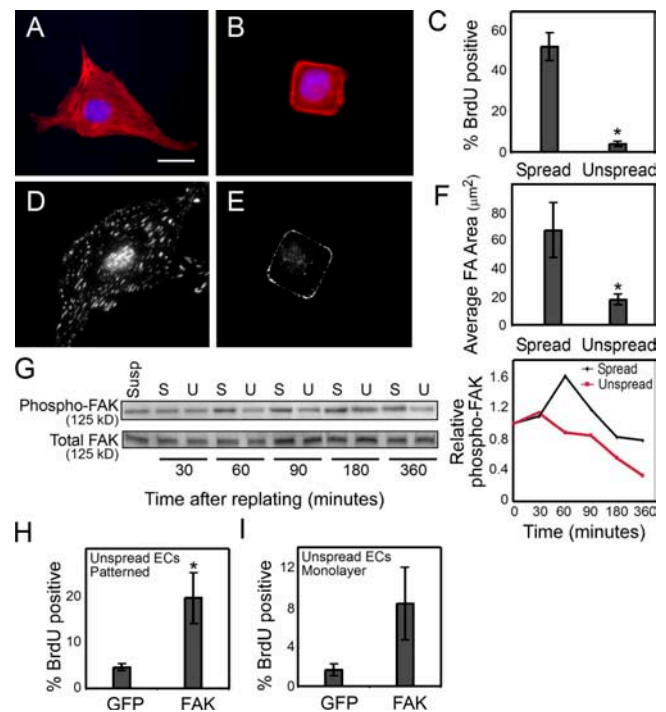 A
B
C
% BrdU positive
60
40
20
0
*
Spread Unspread
D
E
F
Average FA Area (μm²)
80
60
40
20
0
*
Spread Unspread
G
Susp
S U S U S U S U S U
Phospho-FAK
(125 kD)
Total FAK
(125 kD)
30 60 90 180 360
Time after replating (minutes)
Relative
phospho-FAK
1.6
1.2
0.8
0.4
0
Spread
Unspread
0 30 60 90 180 360
Time (minutes)
H
Unspread ECs
Patterned
% BrdU positive
20
10
0
*
GFP FAK
I
Unspread ECs
Monolayer
% BrdU positive
12
8
4
0
GFP FAK